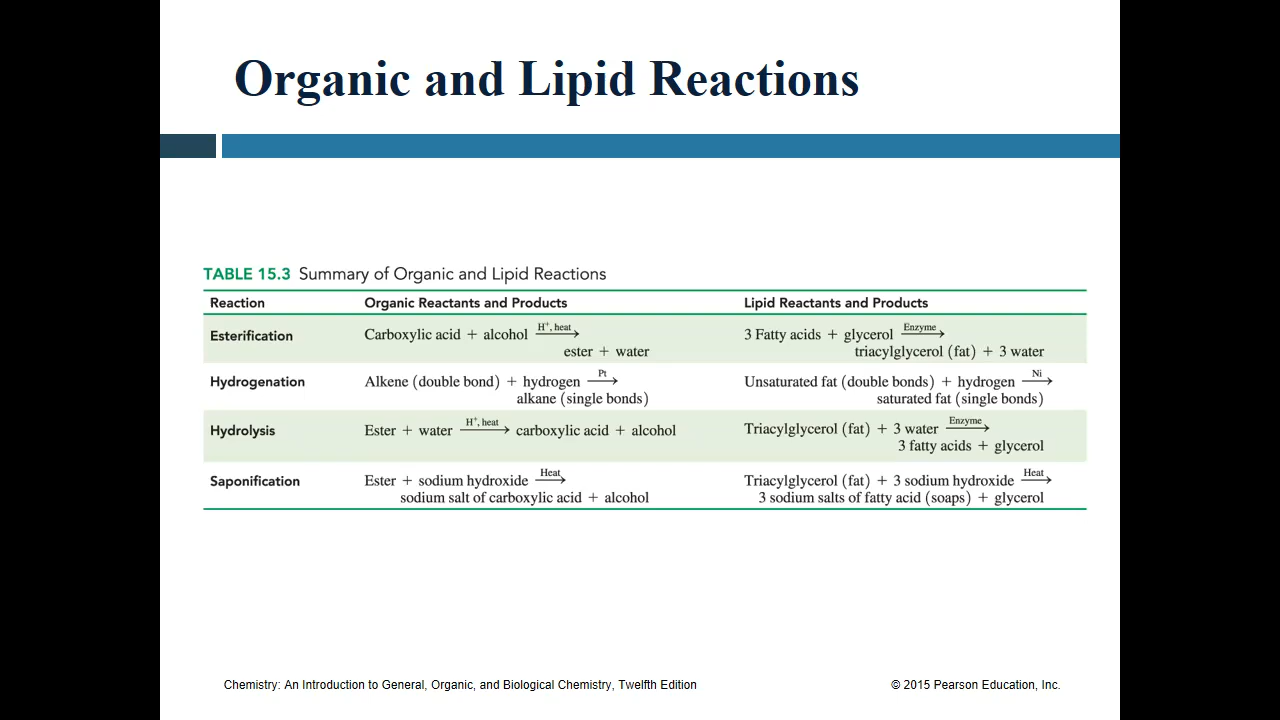 Organic and Lipid Reactions
TABLE 15.3 Summary of Organic and Lipid Reactions
Reaction Organic Reactants and Products Lipid Reactants and Products
Esterification Carboxylic acid + alcohol H⁺, heat → ester + water 3 Fatty acids + glycerol Enzyme → triacylglycerol (fat) + 3 water
Hydrogenation Alkene (double bond) + hydrogen Pt → alkane (single bonds) Unsaturated fat (double bonds) + hydrogen Ni → saturated fat (single bonds)
Hydrolysis Ester + water H⁺, heat → carboxylic acid + alcohol Triacylglycerol (fat) + 3 water Enzyme → 3 fatty acids + glycerol
Saponification Ester + sodium hydroxide Heat → sodium salt of carboxylic acid + alcohol Triacylglycerol (fat) + 3 sodium hydroxide Heat → 3 sodium salts of fatty acid (soaps) + glycerol
Chemistry: An Introduction to General, Organic, and Biological Chemistry, Twelfth Edition
© 2015 Pearson Education, Inc.